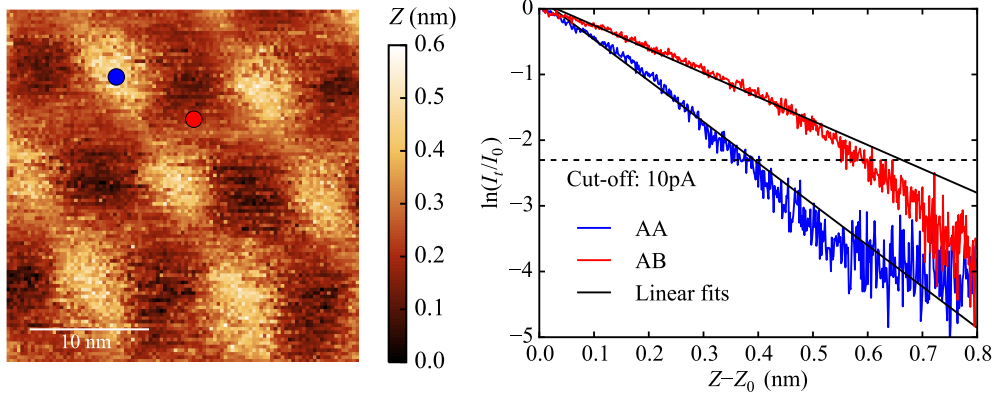 Z (nm)
0.6
0.5
0.4
0.3
0.2
0.1
0.0
10 nm
0
−1
−2
−3
−4
−5
ln(I_t/I_0)
Cut-off: 10pA
AA
AB
Linear fits
0.0 0.1 0.2 0.3 0.4 0.5 0.6 0.7 0.8
Z−Z_0 (nm)